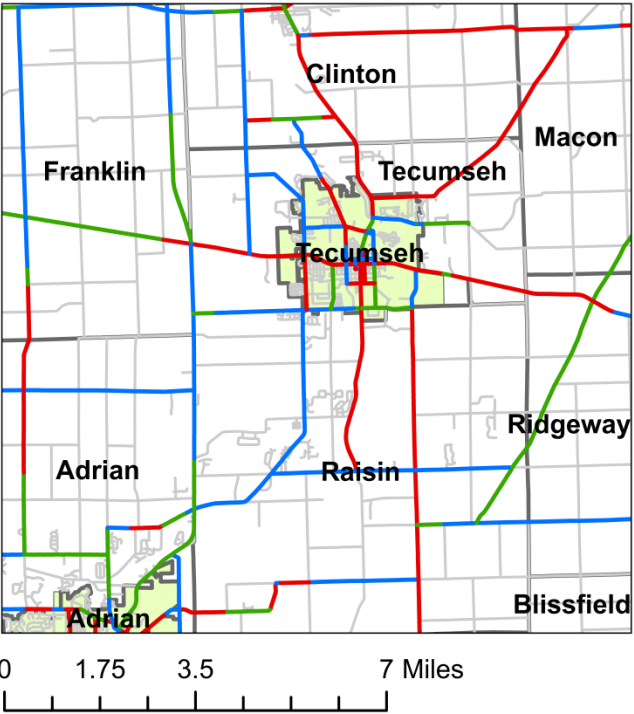 Clinton
Macon
Franklin
Tecumseh
Tecumseh
Ridgeway
Adrian
Raisin
Blissfield
Adrian
0 1.75 3.5 7 Miles